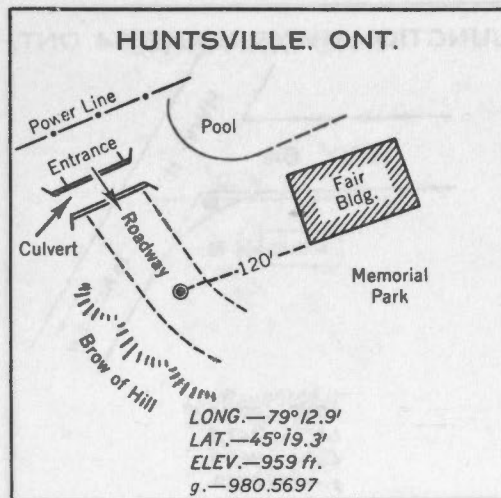 HUNTSVILLE. ONT.
Power Line
Pool
Entrance
Fair
Bldg.
Culvert
Roadway
120'
Memorial
Park
Brow of Hill
LONG.—79°12.9'
LAT.—45°19.3'
ELEV.—959 ft.
g.—980.5697